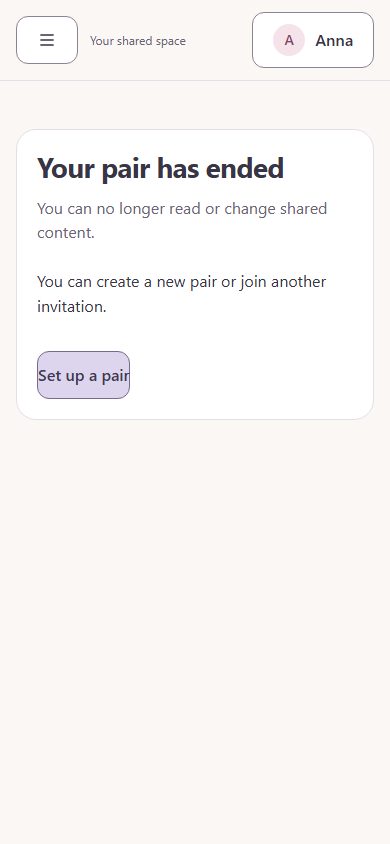 Your shared space
A
Anna
Your pair has ended
You can no longer read or change shared
content.
You can create a new pair or join another
invitation.
Set up a pair